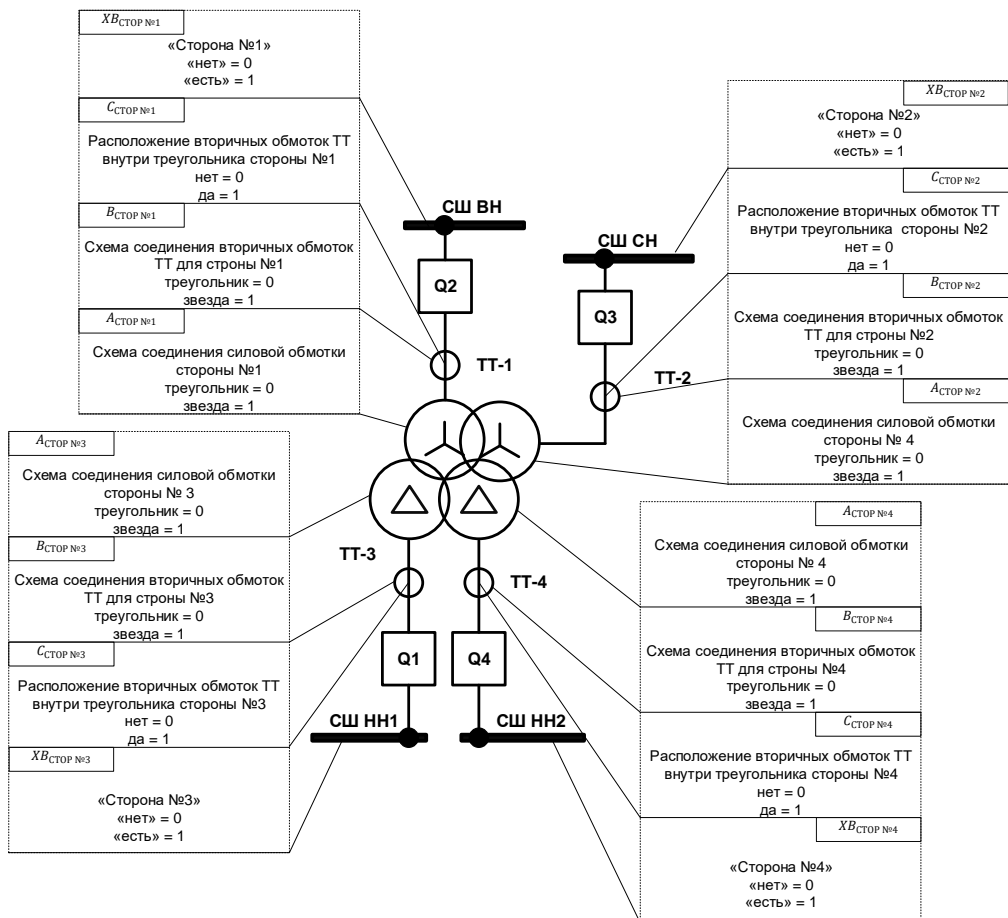 XВСТОР №1
«Сторона №1»
«нет» = 0
«есть» = 1
CСТОР №1
Расположение вторичных обмоток ТТ
внутри треугольника стороны №1
нет = 0
да = 1
BСТОР №1
Схема соединения вторичных обмоток
ТТ для строны №1
треугольник = 0
звезда = 1
AСТОР №1
Схема соединения силовой обмотки
стороны №1
треугольник = 0
звезда = 1
XВСТОР №2
«Сторона №2»
«нет» = 0
«есть» = 1
CСТОР №2
Расположение вторичных обмоток ТТ
внутри треугольника стороны №2
нет = 0
да = 1
BСТОР №2
Схема соединения вторичных обмоток
ТТ для строны №2
треугольник = 0
звезда = 1
AСТОР №2
Схема соединения силовой обмотки
стороны № 4
треугольник = 0
звезда = 1
СШ ВН
Q2
ТТ-1
СШ СН
Q3
ТТ-2
AСТОР №3
Схема соединения силовой обмотки
стороны № 3
треугольник = 0
звезда = 1
BСТОР №3
Схема соединения вторичных обмоток
ТТ для строны №3
треугольник = 0
звезда = 1
CСТОР №3
Расположение вторичных обмоток ТТ
внутри треугольника стороны №3
нет = 0
да = 1
XВСТОР №3
«Сторона №3»
«нет» = 0
«есть» = 1
ТТ-3
ТТ-4
Q1
Q4
СШ НН1
СШ НН2
AСТОР №4
Схема соединения силовой обмотки
стороны № 4
треугольник = 0
звезда = 1
BСТОР №4
Схема соединения вторичных обмоток
ТТ для строны №4
треугольник = 0
звезда = 1
CСТОР №4
Расположение вторичных обмоток ТТ
внутри треугольника стороны №4
нет = 0
да = 1
XВСТОР №4
«Сторона №4»
«нет» = 0
«есть» = 1